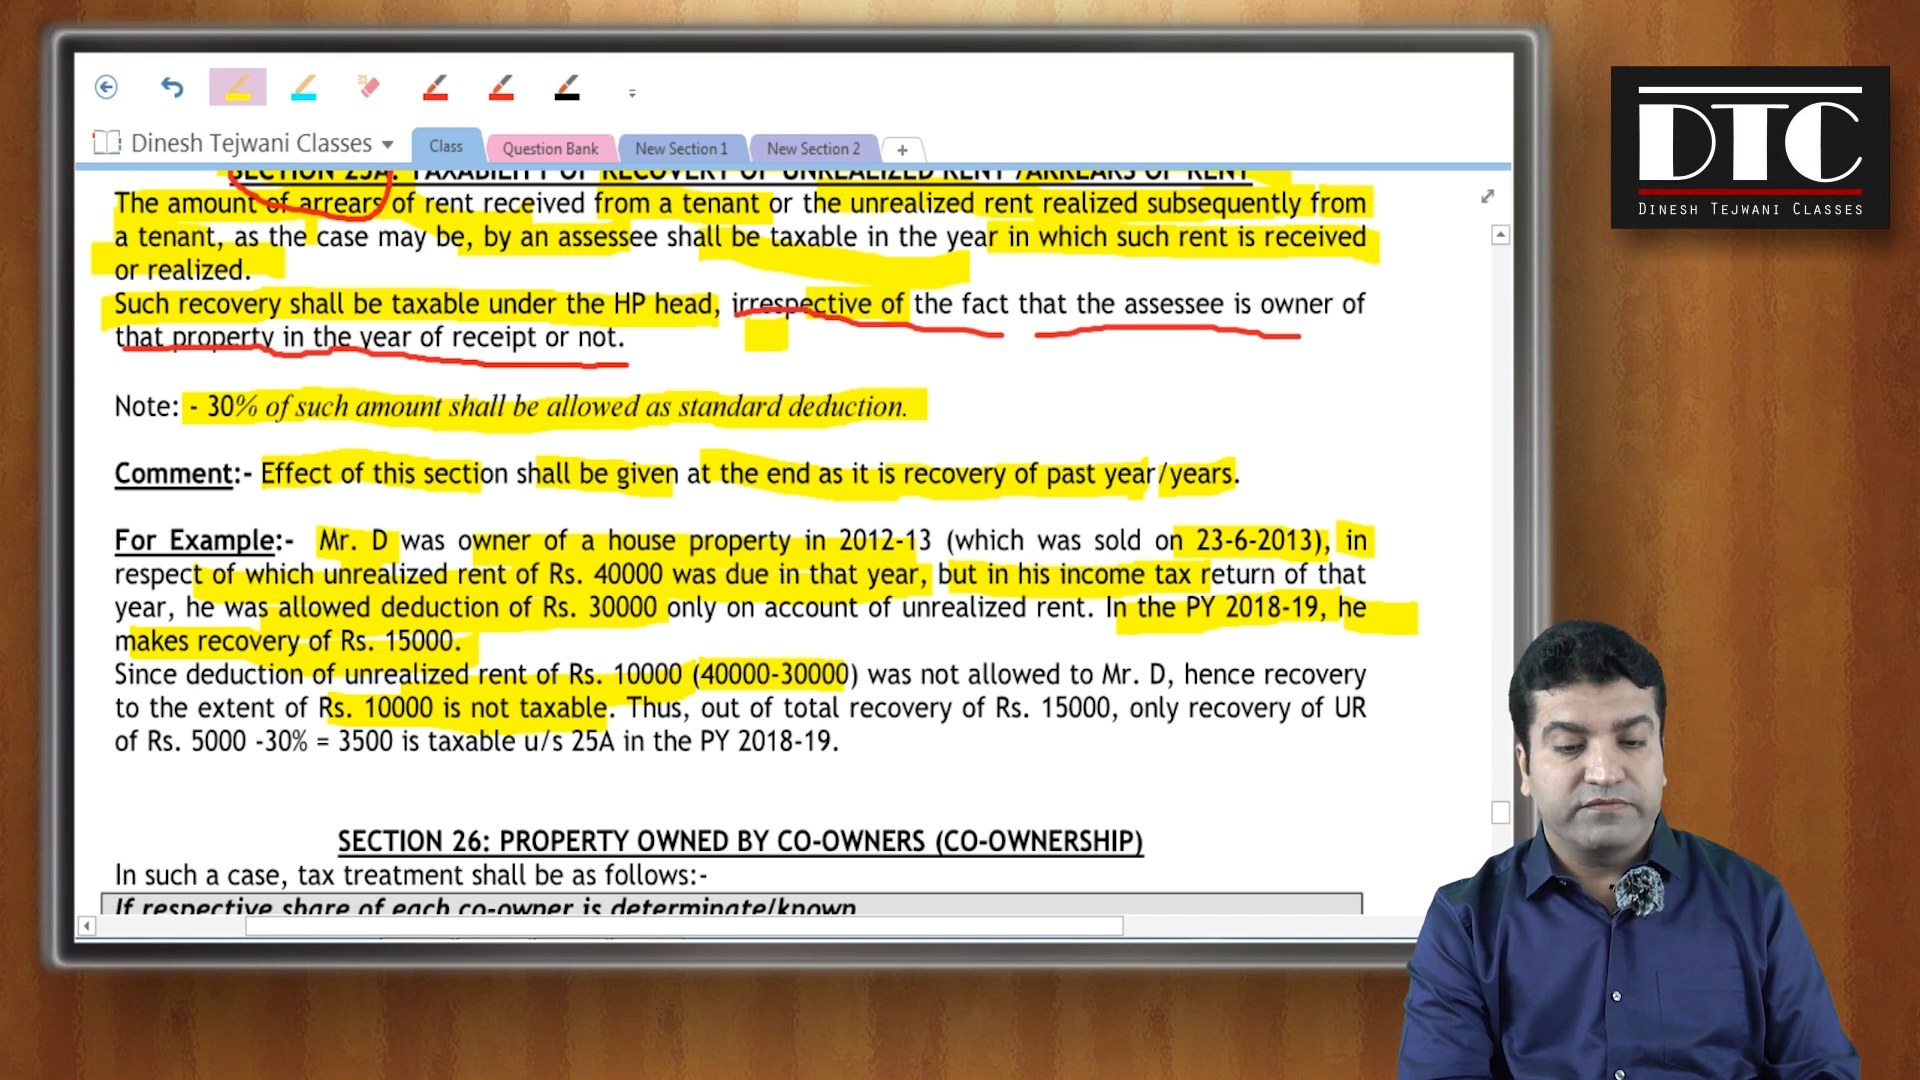 Dinesh Tejwani Classes
Class
Question Bank
New Section 1
New Section 2
SECTION 25A: TAXABILITY OF RECOVERY OF UNREALIZED RENT /ARREARS OF RENT
The amount of arrears of rent received from a tenant or the unrealized rent realized subsequently from
a tenant, as the case may be, by an assessee shall be taxable in the year in which such rent is received
or realized.
Such recovery shall be taxable under the HP head, irrespective of the fact that the assessee is owner of
that property in the year of receipt or not.
Note: - 30% of such amount shall be allowed as standard deduction.
Comment:- Effect of this section shall be given at the end as it is recovery of past year/years.
For Example:- Mr. D was owner of a house property in 2012-13 (which was sold on 23-6-2013), in
respect of which unrealized rent of Rs. 40000 was due in that year, but in his income tax return of that
year, he was allowed deduction of Rs. 30000 only on account of unrealized rent. In the PY 2018-19, he
makes recovery of Rs. 15000.
Since deduction of unrealized rent of Rs. 10000 (40000-30000) was not allowed to Mr. D, hence recovery
to the extent of Rs. 10000 is not taxable. Thus, out of total recovery of Rs. 15000, only recovery of UR
of Rs. 5000 -30% = 3500 is taxable u/s 25A in the PY 2018-19.
SECTION 26: PROPERTY OWNED BY CO-OWNERS (CO-OWNERSHIP)
In such a case, tax treatment shall be as follows:-
If respective share of each co-owner is determinate/known
DTC
DINESH TEJWANI CLASSES